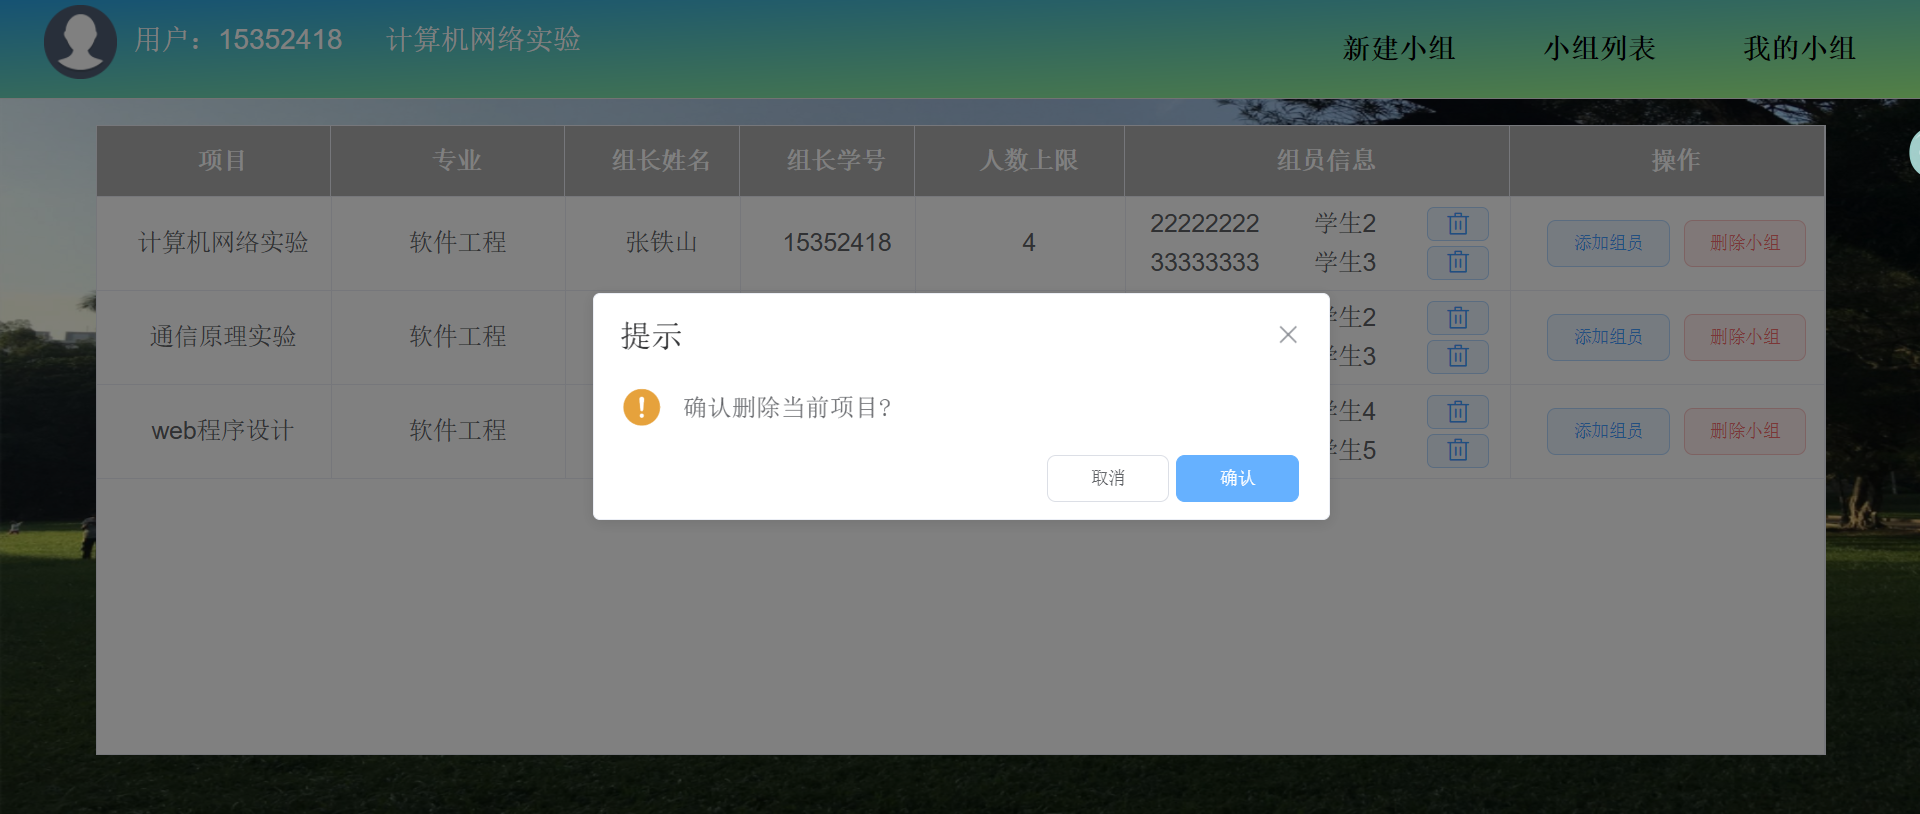 用户：15352418 计算机网络实验 新建小组 小组列表 我的小组
项目 专业 组长姓名 组长学号 人数上限 组员信息 操作
计算机网络实验 软件工程 张铁山 15352418 4 22222222 学生2 添加组员 删除小组
33333333 学生3
通信原理实验 软件工程 学生2 添加组员 删除小组
学生3
web程序设计 软件工程 学生4 添加组员 删除小组
学生5
提示
确认删除当前项目?
取消 确认